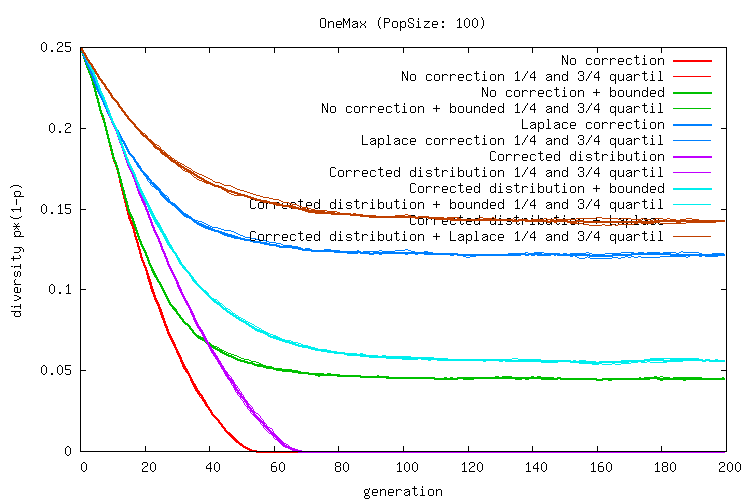 OneMax (PopSize: 100)
No correction
No correction 1/4 and 3/4 quartil
No correction + bounded
No correction + bounded 1/4 and 3/4 quartil
Laplace correction
Laplace correction 1/4 and 3/4 quartil
Corrected distribution
Corrected distribution 1/4 and 3/4 quartil
Corrected distribution + bounded
Corrected distribution + bounded 1/4 and 3/4 quartil
Corrected distribution + Laplace
Corrected distribution + Laplace 1/4 and 3/4 quartil
0.25
0.2
0.15
0.1
0.05
0
diversity p*(1-p)
0 20 40 60 80 100 120 140 160 180 200
generation